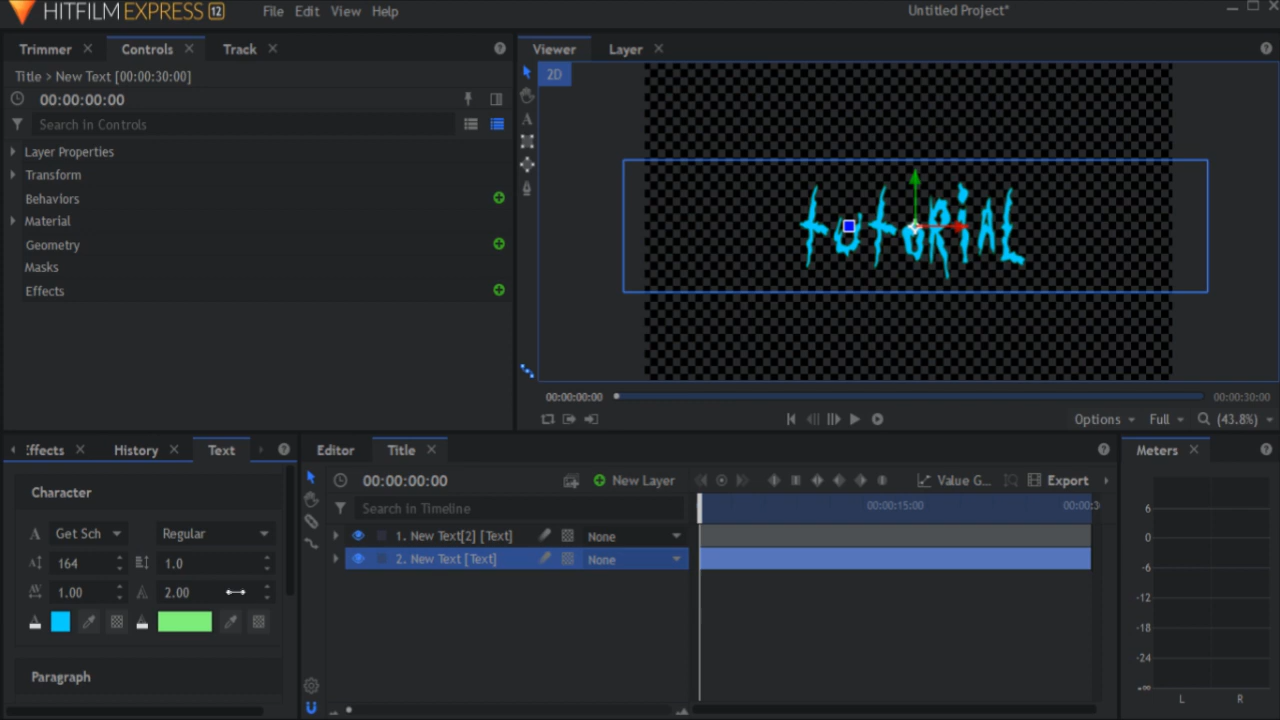 HITFILM EXPRESS 12 File Edit View Help Untitled Project*
Trimmer Controls Track
Title > New Text [00:00:30:00]
00:00:00:00
Search in Controls
Layer Properties
Transform
Behaviors
Material
Geometry
Masks
Effects
Viewer Layer
2D
tutoRiAL
00:00:00:00 00:00:30:00
Options Full (43.8%)
Effects History Text
Character
Get Sch Regular
164 1.0
1.00 2.00
Paragraph
Editor Title
00:00:00:00 New Layer Value G... Export
Search in Timeline 00:00:15:00 00:00:3
1. New Text[2] [Text] None
2. New Text [Text] None
Meters
6
0
-6
-12
-18
-24
-∞
L R